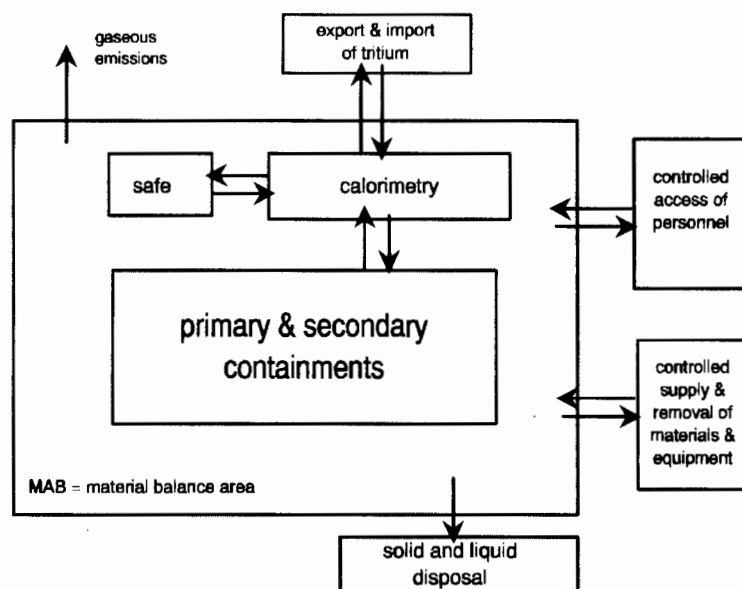 gaseous
emissions
export & import
of tritium
safe
calorimetry
controlled
access of
personnel
primary & secondary
containments
controlled
supply &
removal of
materials &
equipment
MAB = material balance area
solid and liquid
disposal